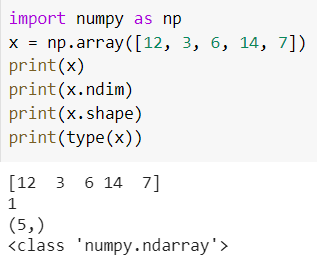 import numpy as np
x = np.array([12, 3, 6, 14, 7])
print(x)
print(x.ndim)
print(x.shape)
print(type(x))
[12  3  6 14  7]
1
(5,)
<class 'numpy.ndarray'>